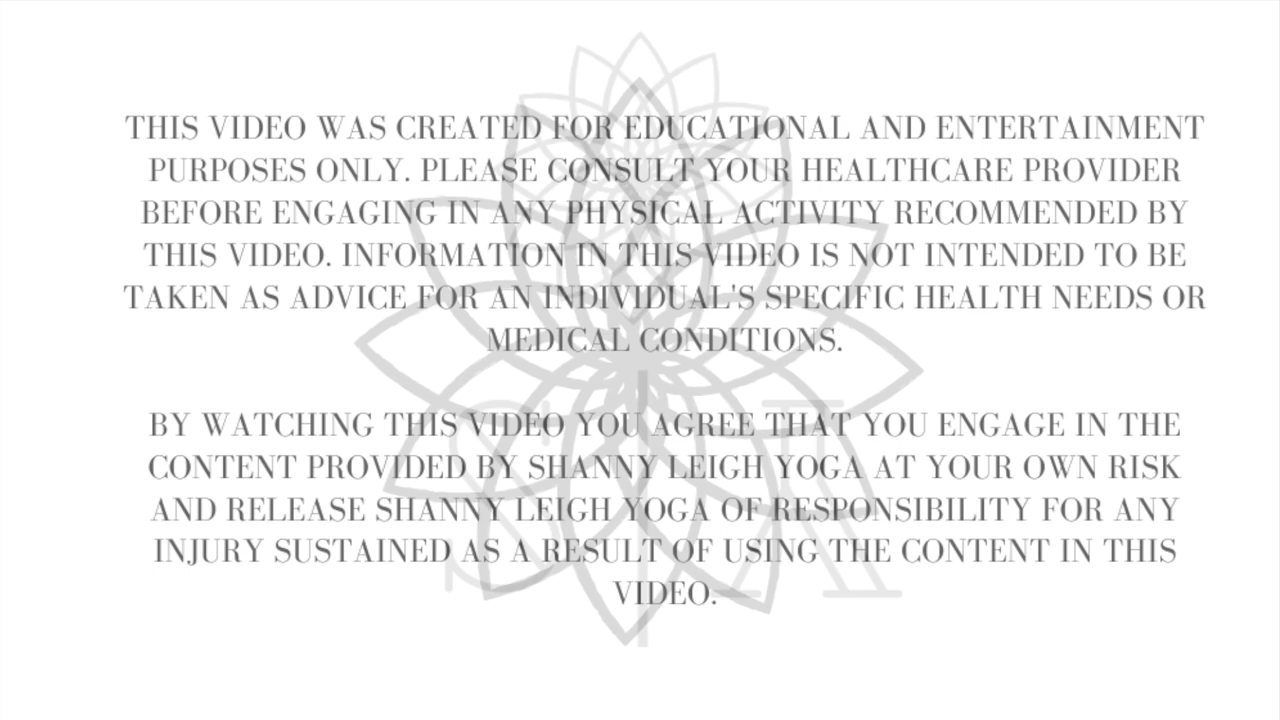 THIS VIDEO WAS CREATED FOR EDUCATIONAL AND ENTERTAINMENT
PURPOSES ONLY. PLEASE CONSULT YOUR HEALTHCARE PROVIDER
BEFORE ENGAGING IN ANY PHYSICAL ACTIVITY RECOMMENDED BY
THIS VIDEO. INFORMATION IN THIS VIDEO IS NOT INTENDED TO BE
TAKEN AS ADVICE FOR AN INDIVIDUAL'S SPECIFIC HEALTH NEEDS OR
MEDICAL CONDITIONS.
BY WATCHING THIS VIDEO YOU AGREE THAT YOU ENGAGE IN THE
CONTENT PROVIDED BY SHANNY LEIGH YOGA AT YOUR OWN RISK
AND RELEASE SHANNY LEIGH YOGA OF RESPONSIBILITY FOR ANY
INJURY SUSTAINED AS A RESULT OF USING THE CONTENT IN THIS
VIDEO.